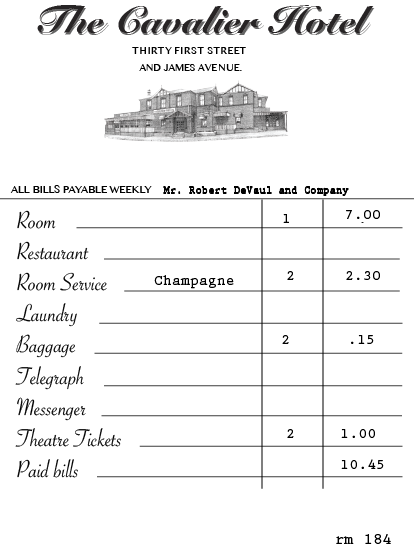 The Cavalier Hotel
THIRTY FIRST STREET
AND JAMES AVENUE.
ALL BILLS PAYABLE WEEKLY Mr. Robert DeVaul and Company
Room 1 7.00
Restaurant
Room Service Champagne 2 2.30
Laundry
Baggage 2 .15
Telegraph
Messenger
Theatre Tickets 2 1.00
Paid bills 10.45
rm 184